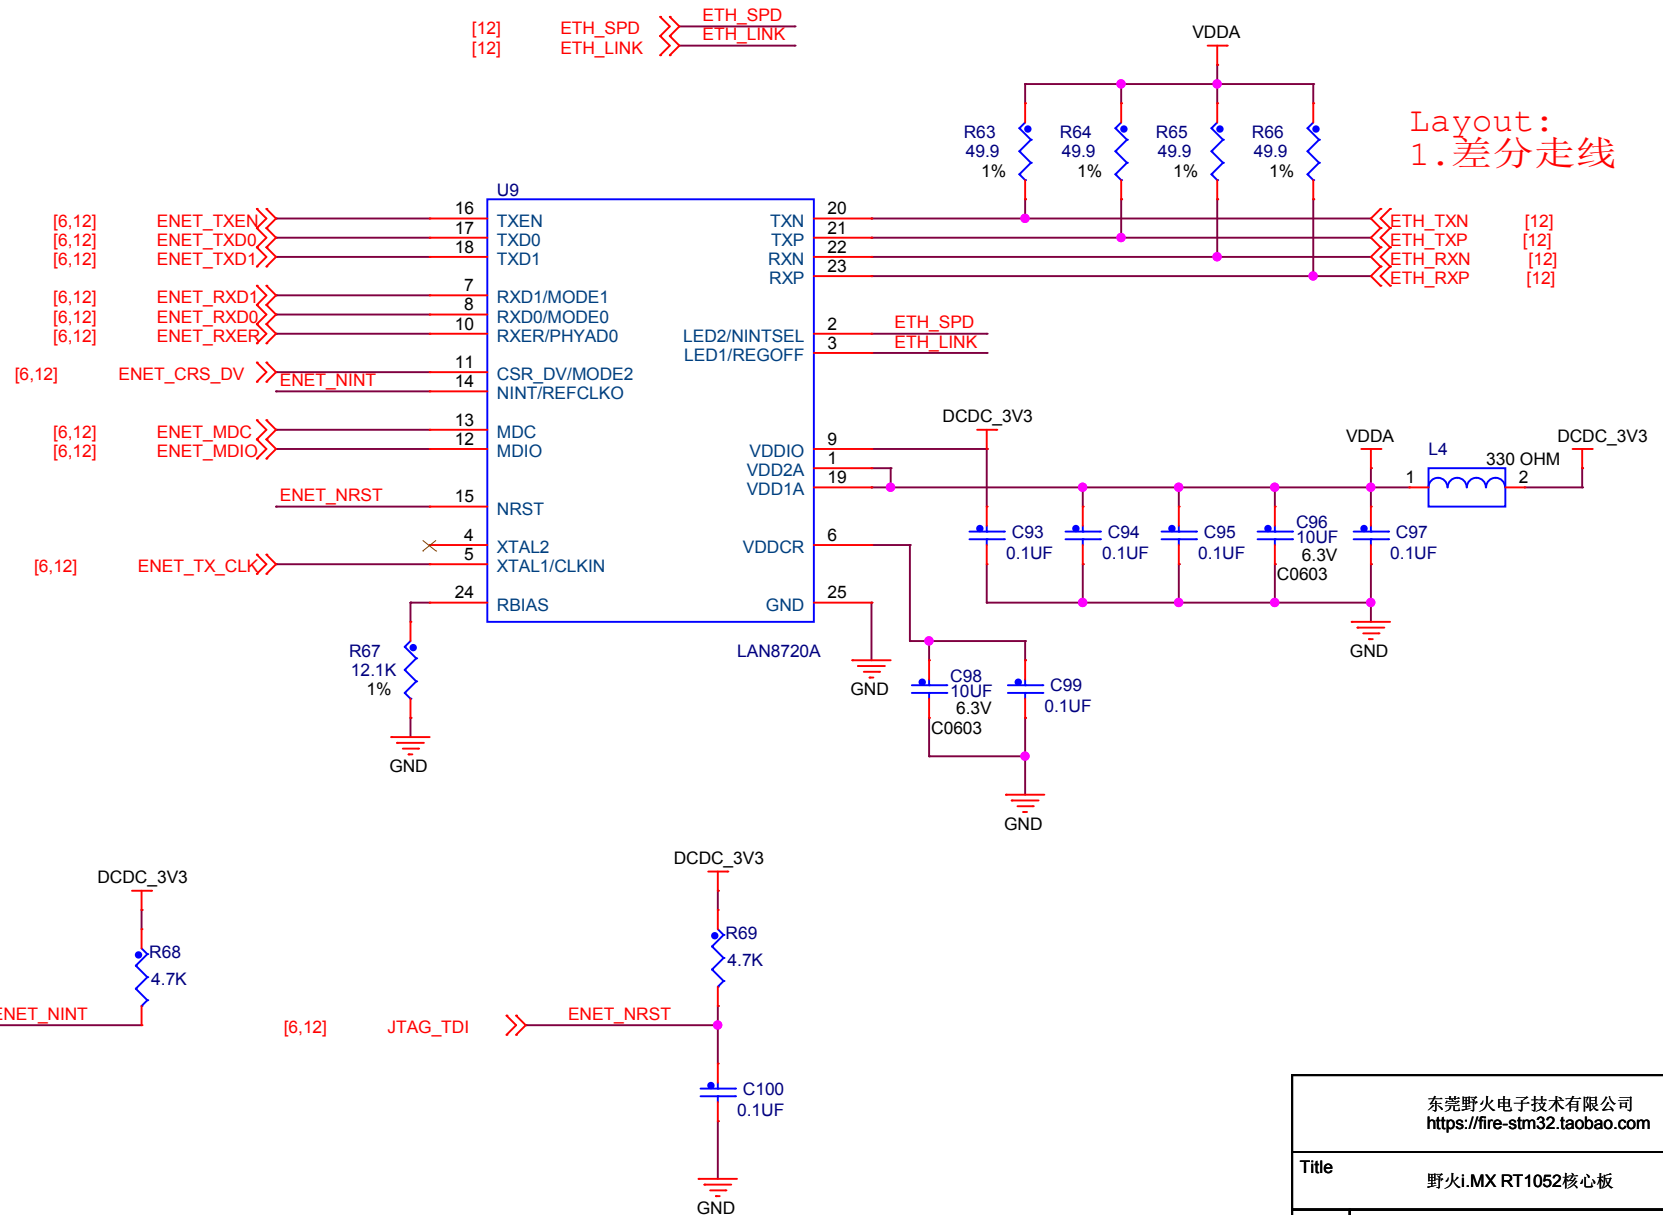 [12] ETH_SPD ETH_SPD
[12] ETH_LINK ETH_LINK
VDDA
R63 49.9 1%
R64 49.9 1%
R65 49.9 1%
R66 49.9 1%
Layout:
1.差分走线
U9
[6,12] ENET_TXEN 16 TXEN
[6,12] ENET_TXD0 17 TXD0
[6,12] ENET_TXD1 18 TXD1
[6,12] ENET_RXD1 7 RXD1/MODE1
[6,12] ENET_RXD0 8 RXD0/MODE0
[6,12] ENET_RXER 10 RXER/PHYAD0
[6,12] ENET_CRS_DV 11 CSR_DV/MODE2
ENET_NINT 14 NINT/REFCLKO
[6,12] ENET_MDC 13 MDC
[6,12] ENET_MDIO 12 MDIO
ENET_NRST 15 NRST
4 XTAL2
[6,12] ENET_TX_CLK 5 XTAL1/CLKIN
24 RBIAS
TXN 20 ETH_TXN [12]
TXP 21 ETH_TXP [12]
RXN 22 ETH_RXN [12]
RXP 23 ETH_RXP [12]
LED2/NINTSEL 2 ETH_SPD
LED1/REGOFF 3 ETH_LINK
VDDIO 9 DCDC_3V3
VDD2A 1
VDD1A 19
VDDCR 6
GND 25
LAN8720A
VDDA
L4 330 OHM 1 2
DCDC_3V3
C93 0.1UF
C94 0.1UF
C95 0.1UF
C96 10UF 6.3V C0603
C97 0.1UF
GND
R67 12.1K 1%
GND
GND
C98 10UF 6.3V C0603
C99 0.1UF
GND
DCDC_3V3
R68
4.7K
ENET_NINT
DCDC_3V3
R69
4.7K
[6,12] JTAG_TDI ENET_NRST
C100
0.1UF
GND
东莞野火电子技术有限公司
https://fire-stm32.taobao.com
Title
野火i.MX RT1052核心板